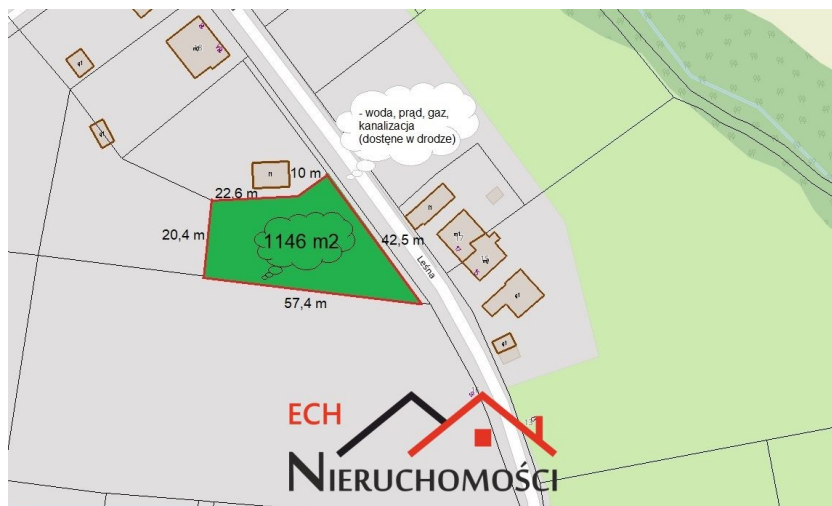 - woda, prąd, gaz,
kanalizacja
(dostęne w drodze)
10 m
22,6 m
20,4 m
1146 m2
42,5 m
Leśna
57,4 m
ECH
NIERUCHOMOŚCI